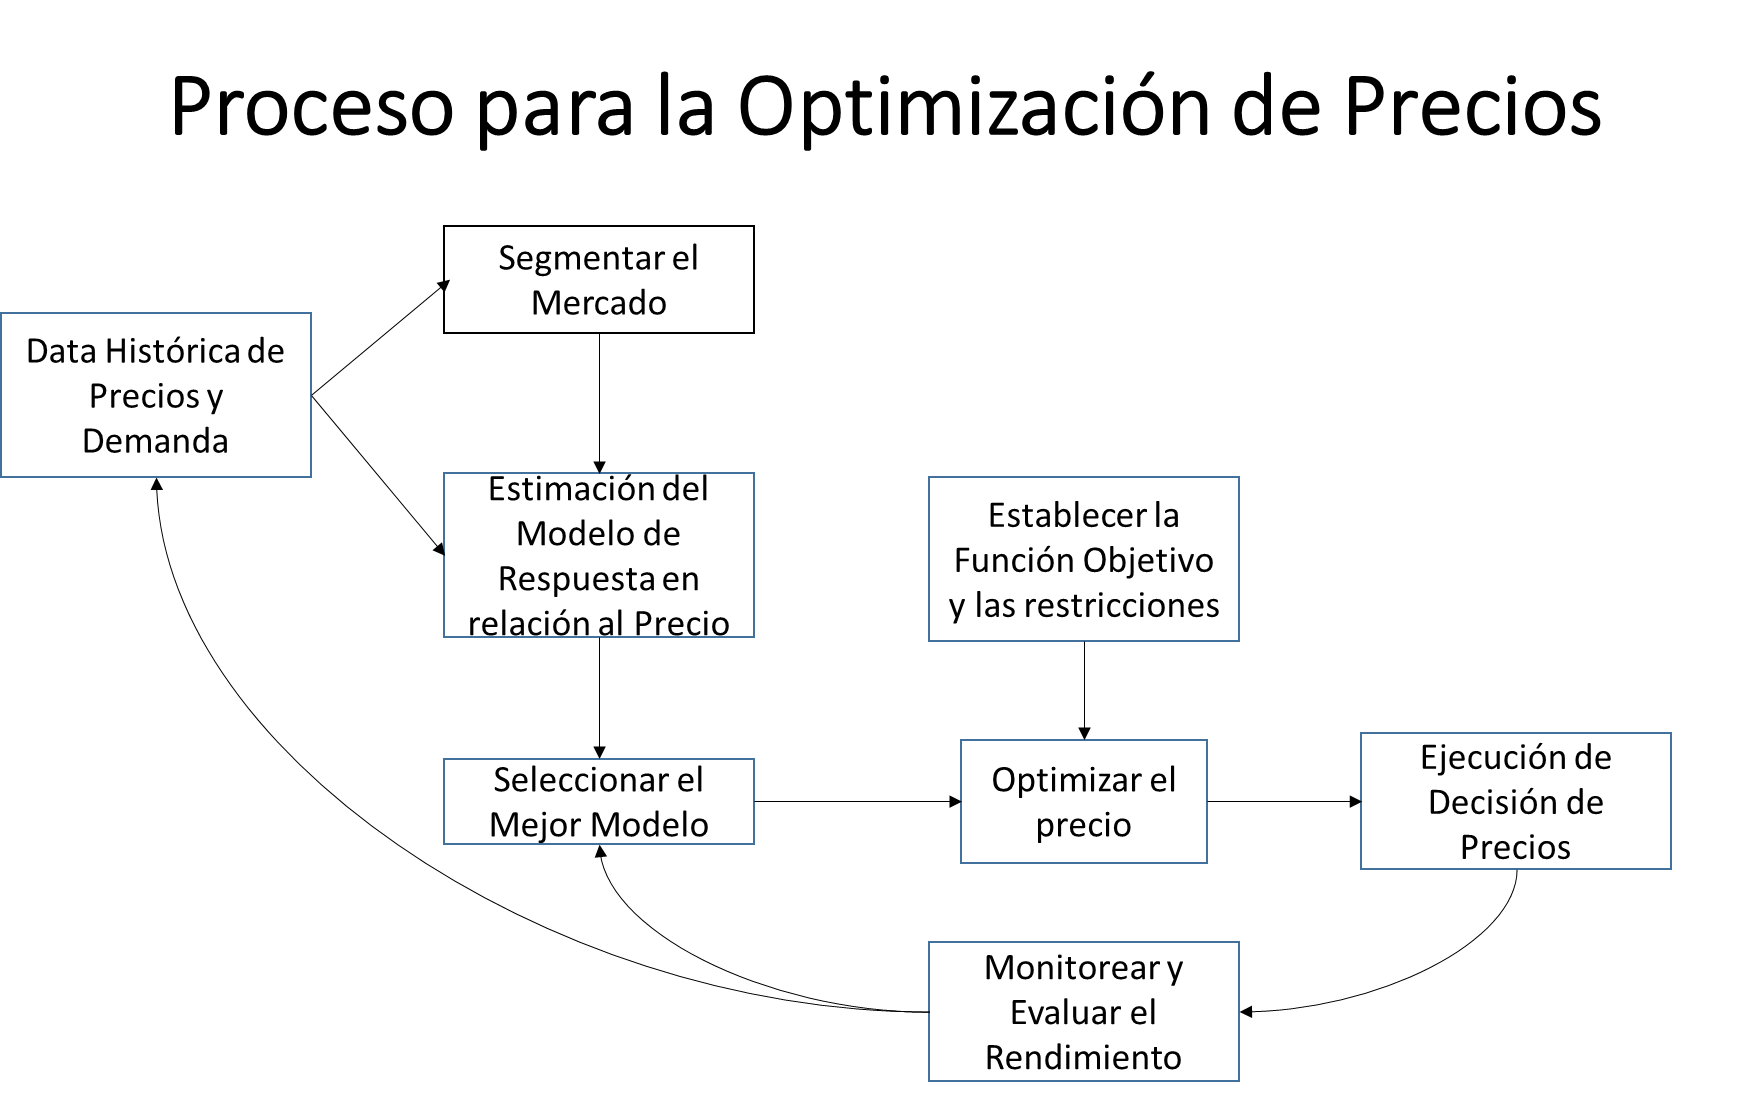 Proceso para la Optimización de Precios
Segmentar el
Mercado
Data Histórica de
Precios y
Demanda
Estimación del
Modelo de
Respuesta en
relación al Precio
Establecer la
Función Objetivo
y las restricciones
Seleccionar el
Mejor Modelo
Optimizar el
precio
Ejecución de
Decisión de
Precios
Monitorear y
Evaluar el
Rendimiento